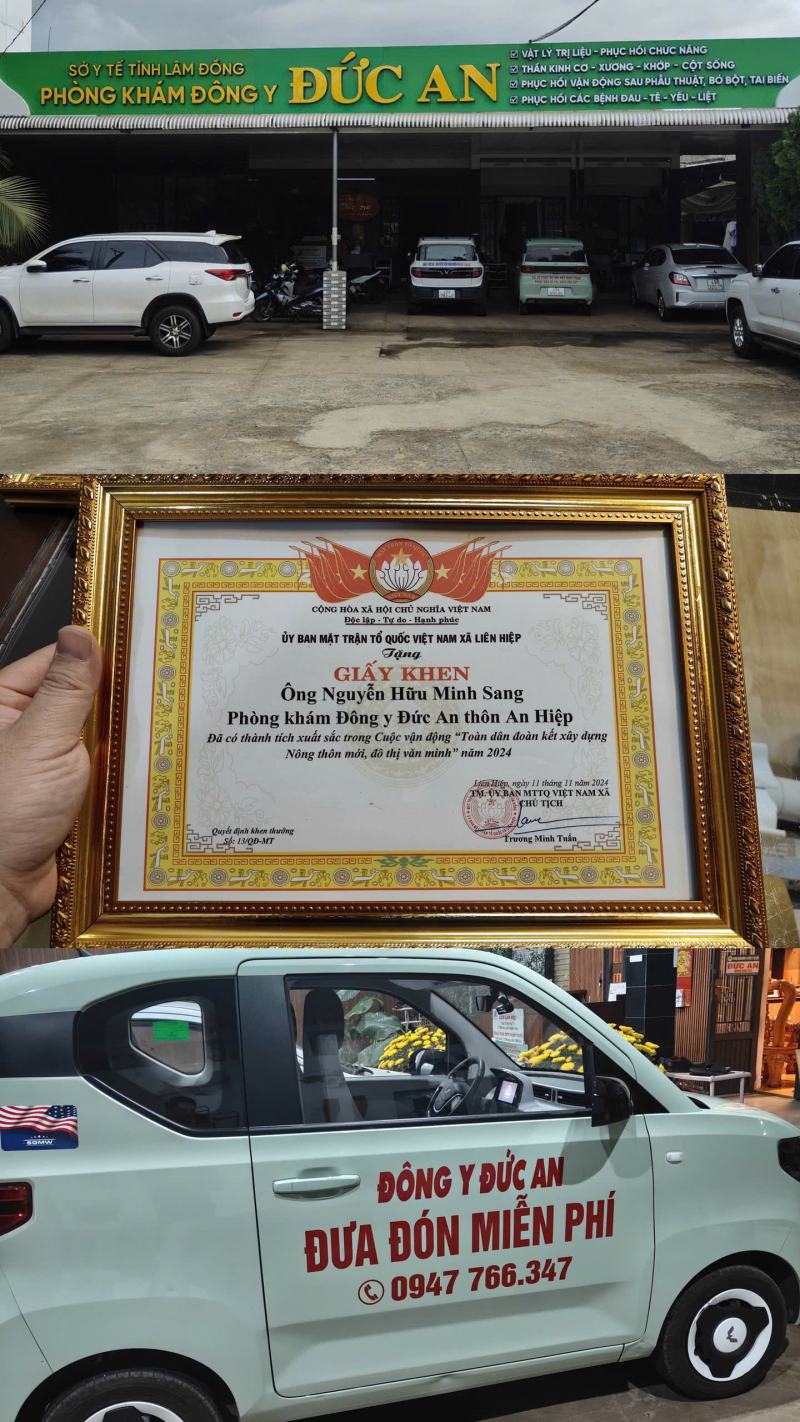 SỞ Y TẾ TỈNH LÂM ĐỒNG
PHÒNG KHÁM ĐÔNG Y ĐỨC AN
VẬT LÝ TRỊ LIỆU - PHỤC HỒI CHỨC NĂNG
THẦN KINH CƠ - XƯƠNG - KHỚP - CỘT SỐNG
PHỤC HỒI VẬN ĐỘNG SAU PHẪU THUẬT, BÓ BỘT, TAI BIẾN
PHỤC HỒI CÁC BỆNH ĐAU - TÊ - YẾU - LIỆT
CỘNG HÒA XÃ HỘI CHỦ NGHĨA VIỆT NAM
Độc lập - Tự do - Hạnh phúc
ỦY BAN MẶT TRẬN TỔ QUỐC VIỆT NAM XÃ LIÊN HIỆP
Tặng
GIẤY KHEN
Ông Nguyễn Hữu Minh Sang
Phòng khám Đông y Đức An thôn An Hiệp
Đã có thành tích xuất sắc trong Cuộc vận động "Toàn dân đoàn kết xây dựng
Nông thôn mới, đô thị văn minh" năm 2024
Liên Hiệp, ngày 11 tháng 11 năm 2024
TM. ỦY BAN MTTQ VIỆT NAM XÃ
CHỦ TỊCH
Quyết định khen thưởng
Số: 13/QĐ-MT
Trương Minh Tuấn
ĐỨC AN
SGMW
ĐÔNG Y ĐỨC AN
ĐƯA ĐÓN MIỄN PHÍ
0947 766.347